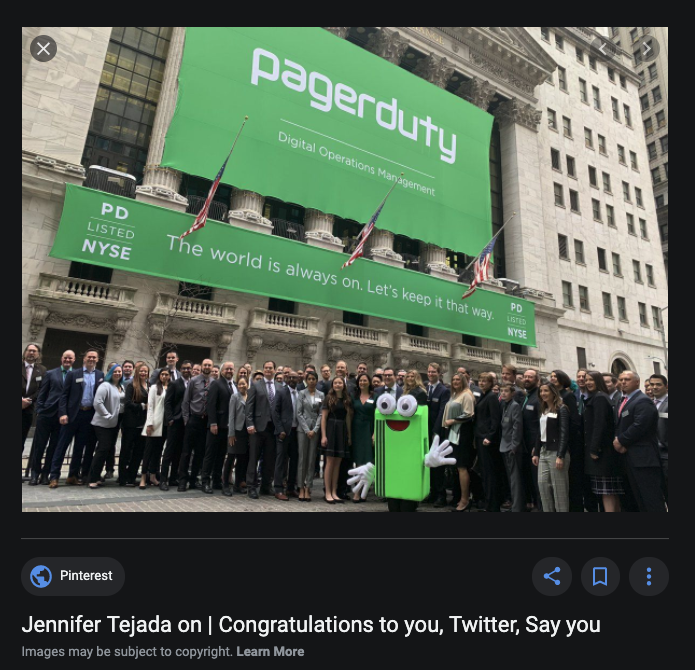 pagerduty
Digital Operations Management
PD
LISTED
NYSE
The world is always on. Let's keep it that way.
PD
LISTED
NYSE
Pinterest
Jennifer Tejada on | Congratulations to you, Twitter, Say you
Images may be subject to copyright. Learn More